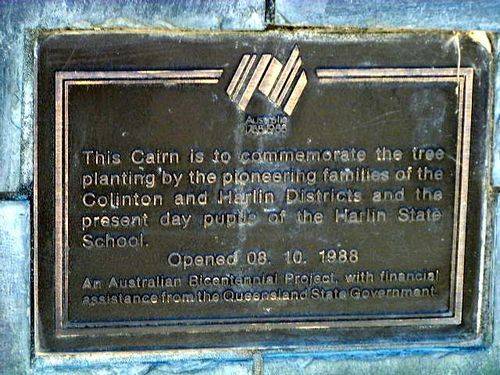 Australia
1788-1988
This Cairn is to commemorate the tree
planting by the pioneering families of the
Colinton and Harlin Districts and the
present day pupils of the Harlin State
School.
Opened 08. 10. 1988
An Australian Bicentennial Project, with financial
assistance from the Queensland State Government.